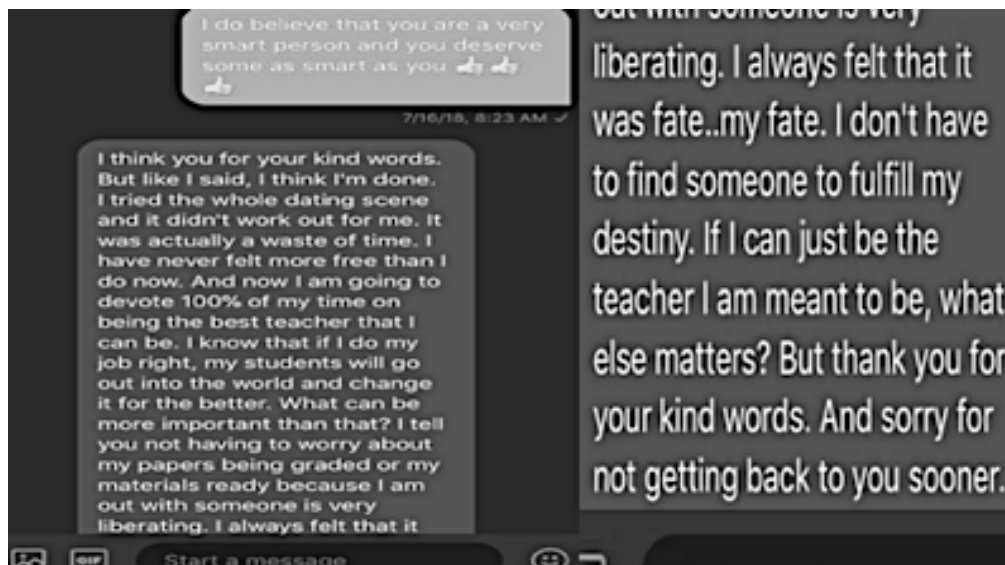 I do believe that you are a very
smart person and you deserve
some as smart as you 👍👍
👍
7/16/18, 8:23 AM ✓
I think you for your kind words.
But like I said, I think I'm done.
I tried the whole dating scene
and it didn't work out for me. It
was actually a waste of time. I
have never felt more free than I
do now. And now I am going to
devote 100% of my time on
being the best teacher that I
can be. I know that if I do my
job right, my students will go
out into the world and change
it for the better. What can be
more important than that? I tell
you not having to worry about
my papers being graded or my
materials ready because I am
out with someone is very
liberating. I always felt that it
GIF
Start a message
out with someone is very
liberating. I always felt that it
was fate..my fate. I don't have
to find someone to fulfill my
destiny. If I can just be the
teacher I am meant to be, what
else matters? But thank you for
your kind words. And sorry for
not getting back to you sooner.